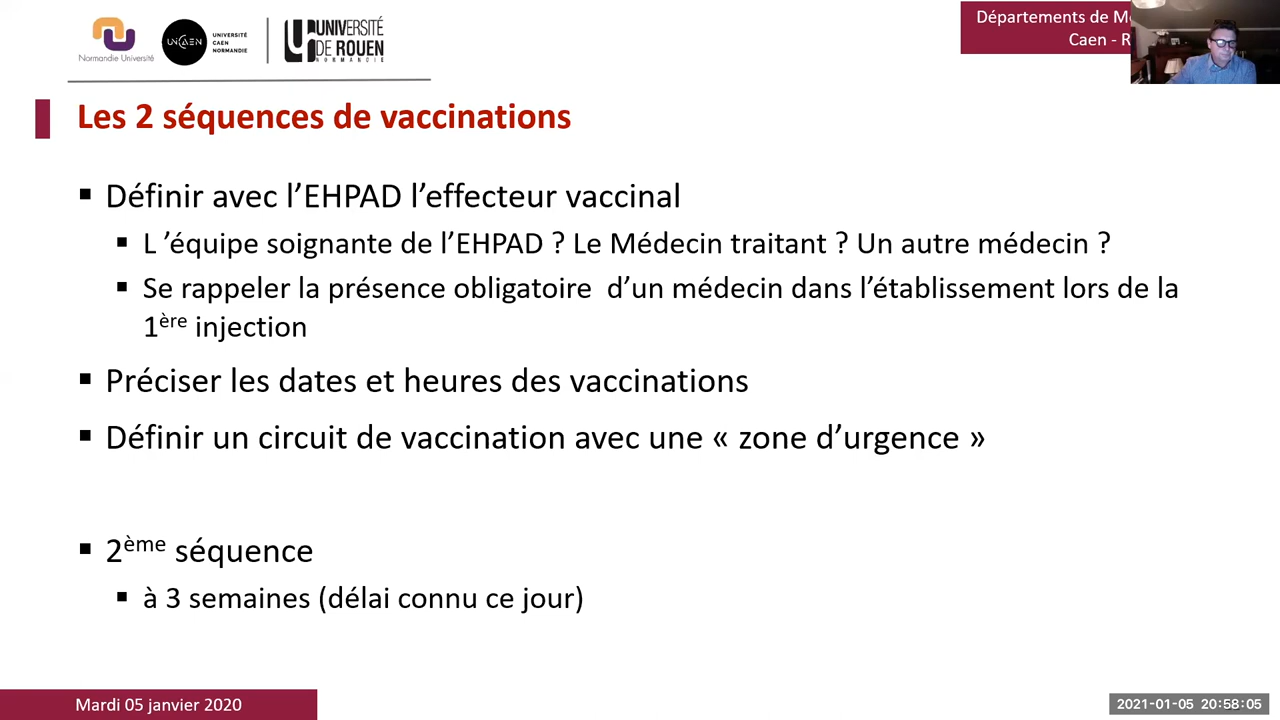 Normandie Université
UNICAEN
UNIVERSITÉ
CAEN
NORMANDIE
UNIVERSITÉ
DE ROUEN
NORMANDIE
Départements de
Caen -
Les 2 séquences de vaccinations
▪ Définir avec l’EHPAD l’effecteur vaccinal
▪ L ’équipe soignante de l’EHPAD ? Le Médecin traitant ? Un autre médecin ?
▪ Se rappeler la présence obligatoire  d’un médecin dans l’établissement lors de la
1ère injection
▪ Préciser les dates et heures des vaccinations
▪ Définir un circuit de vaccination avec une « zone d’urgence »
▪ 2ème séquence
▪ à 3 semaines (délai connu ce jour)
Mardi 05 janvier 2020
2021-01-05 20:58:05